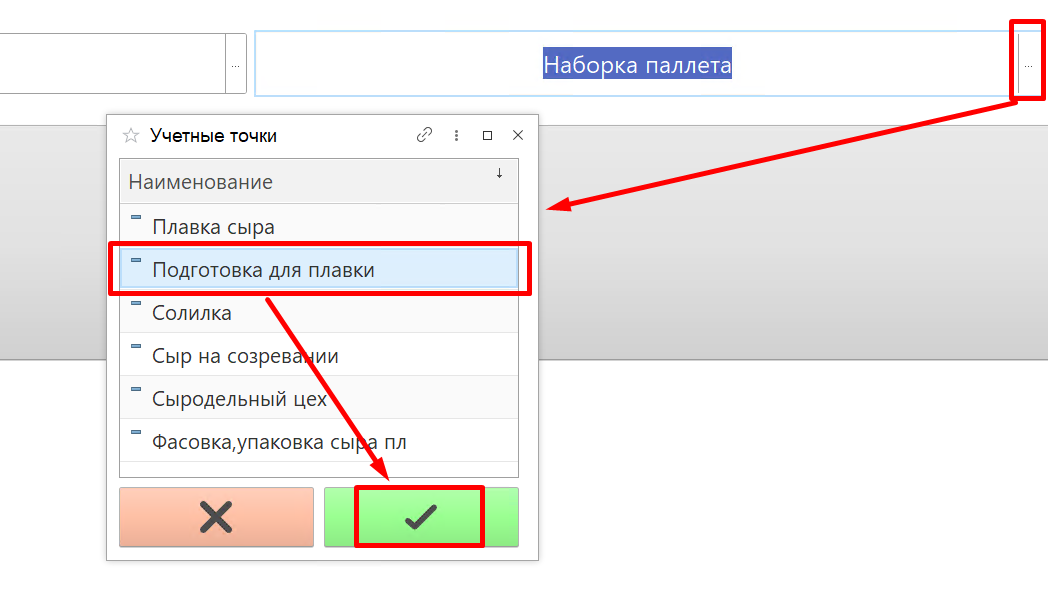 ...
Наборка паллета
...
Учетные точки
Наименование
Плавка сыра
Подготовка для плавки
Солилка
Сыр на созревании
Сыродельный цех
Фасовка,упаковка сыра пл